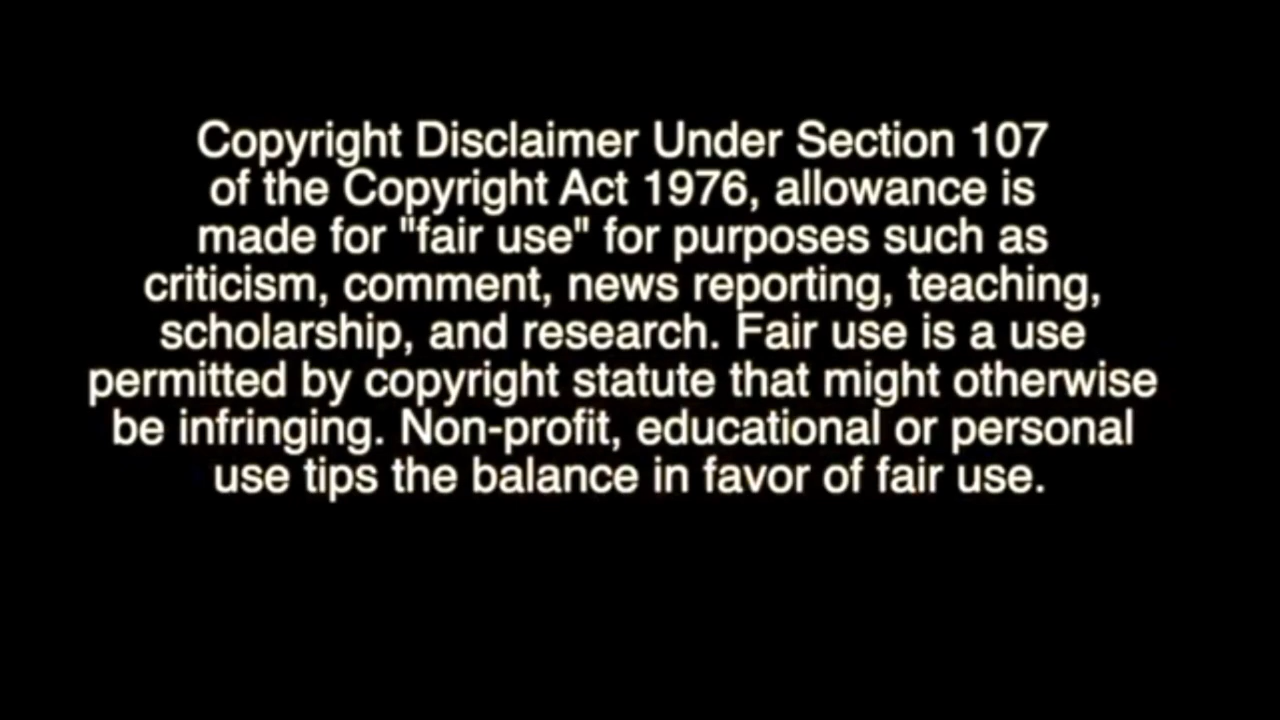 Copyright Disclaimer Under Section 107
of the Copyright Act 1976, allowance is
made for "fair use" for purposes such as
criticism, comment, news reporting, teaching,
scholarship, and research. Fair use is a use
permitted by copyright statute that might otherwise
be infringing. Non-profit, educational or personal
use tips the balance in favor of fair use.